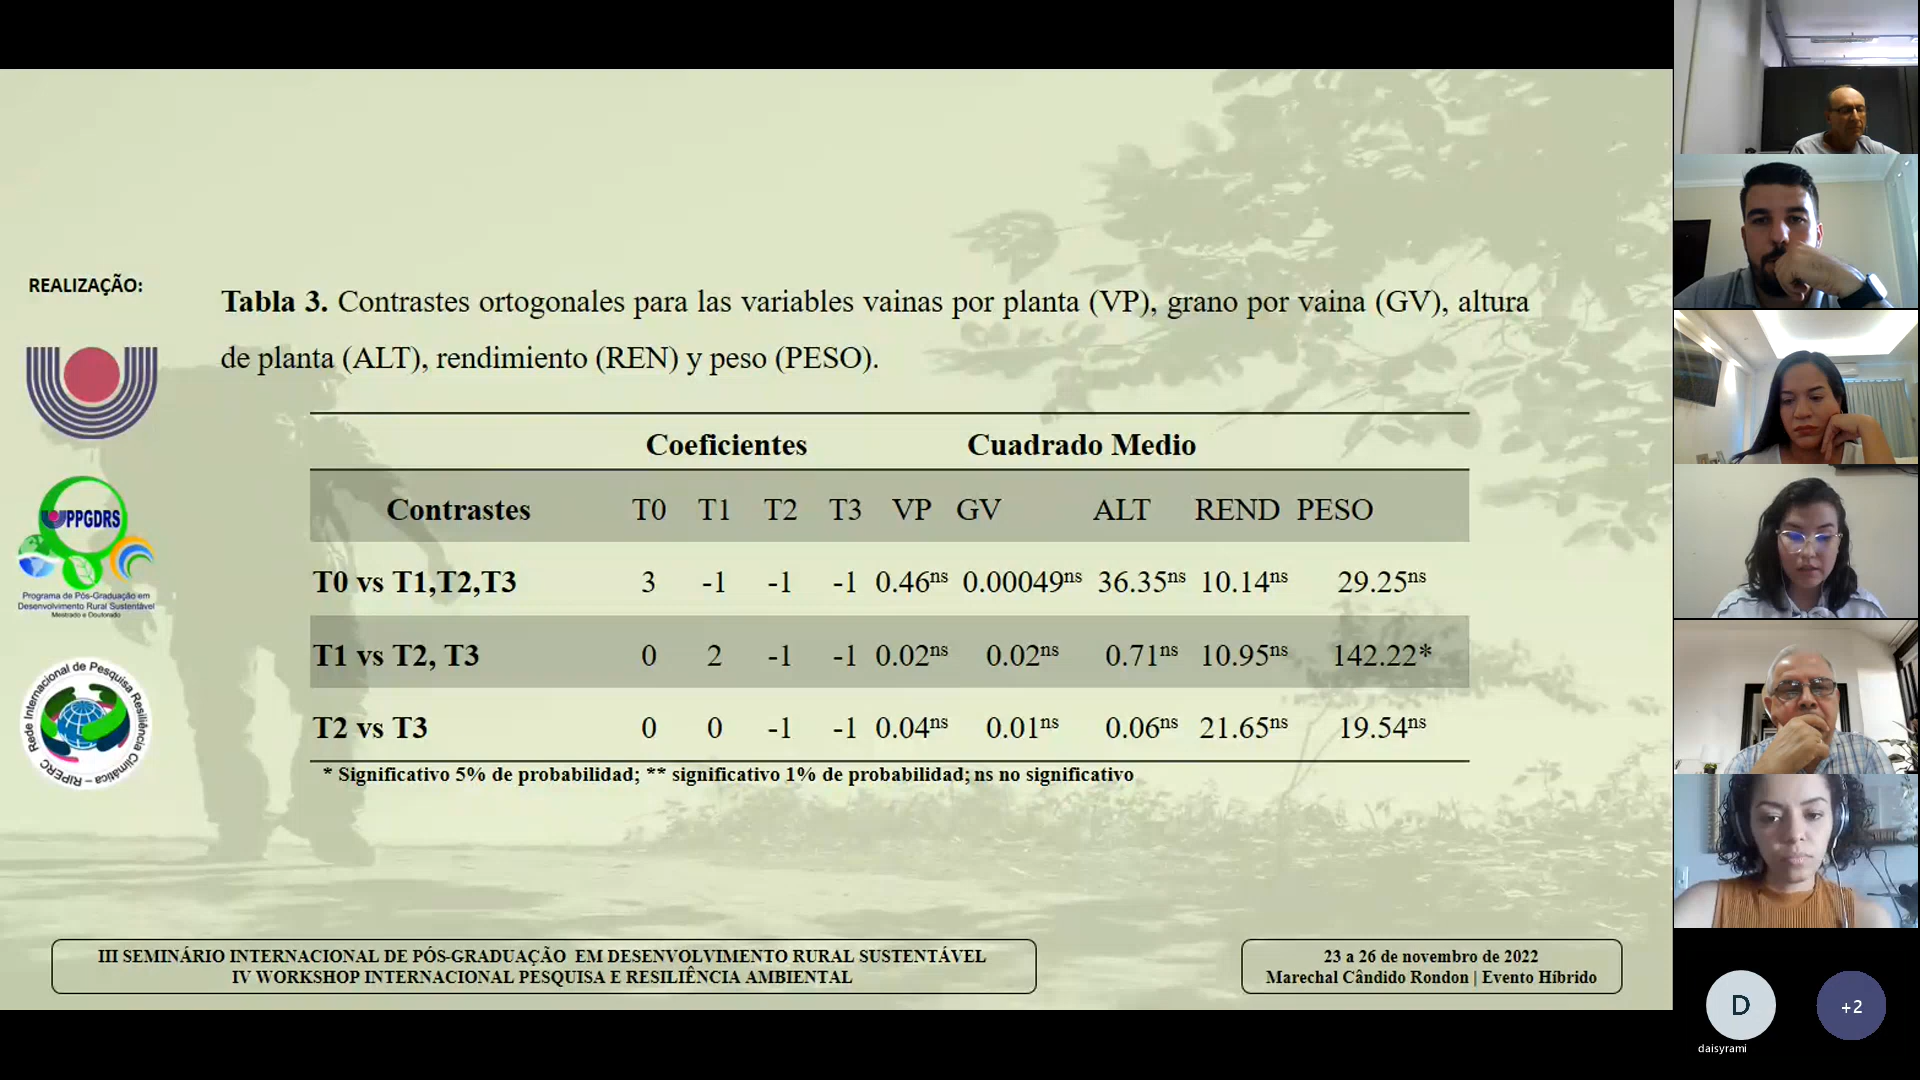 REALIZAÇÃO:
Tabla 3. Contrastes ortogonales para las variables vainas por planta (VP), grano por vaina (GV), altura
de planta (ALT), rendimiento (REN) y peso (PESO).
Coeficientes Cuadrado Medio
Contrastes T0 T1 T2 T3 VP GV ALT REND PESO
T0 vs T1,T2,T3 3 -1 -1 -1 0.46ns 0.00049ns 36.35ns 10.14ns 29.25ns
T1 vs T2, T3 0 2 -1 -1 0.02ns 0.02ns 0.71ns 10.95ns 142.22*
T2 vs T3 0 0 -1 -1 0.04ns 0.01ns 0.06ns 21.65ns 19.54ns
* Significativo 5% de probabilidad; ** significativo 1% de probabilidad; ns no significativo
PPGDRS
Programa de Pós-Graduação em
Desenvolvimento Rural Sustentável
Mestrado e Doutorado
Rede Internacional de Pesquisa Resiliência Climática – RIPERC
III SEMINÁRIO INTERNACIONAL DE PÓS-GRADUAÇÃO EM DESENVOLVIMENTO RURAL SUSTENTÁVEL
IV WORKSHOP INTERNACIONAL PESQUISA E RESILIÊNCIA AMBIENTAL
23 a 26 de novembro de 2022
Marechal Cândido Rondon | Evento Híbrido
D
+2
daisyrami